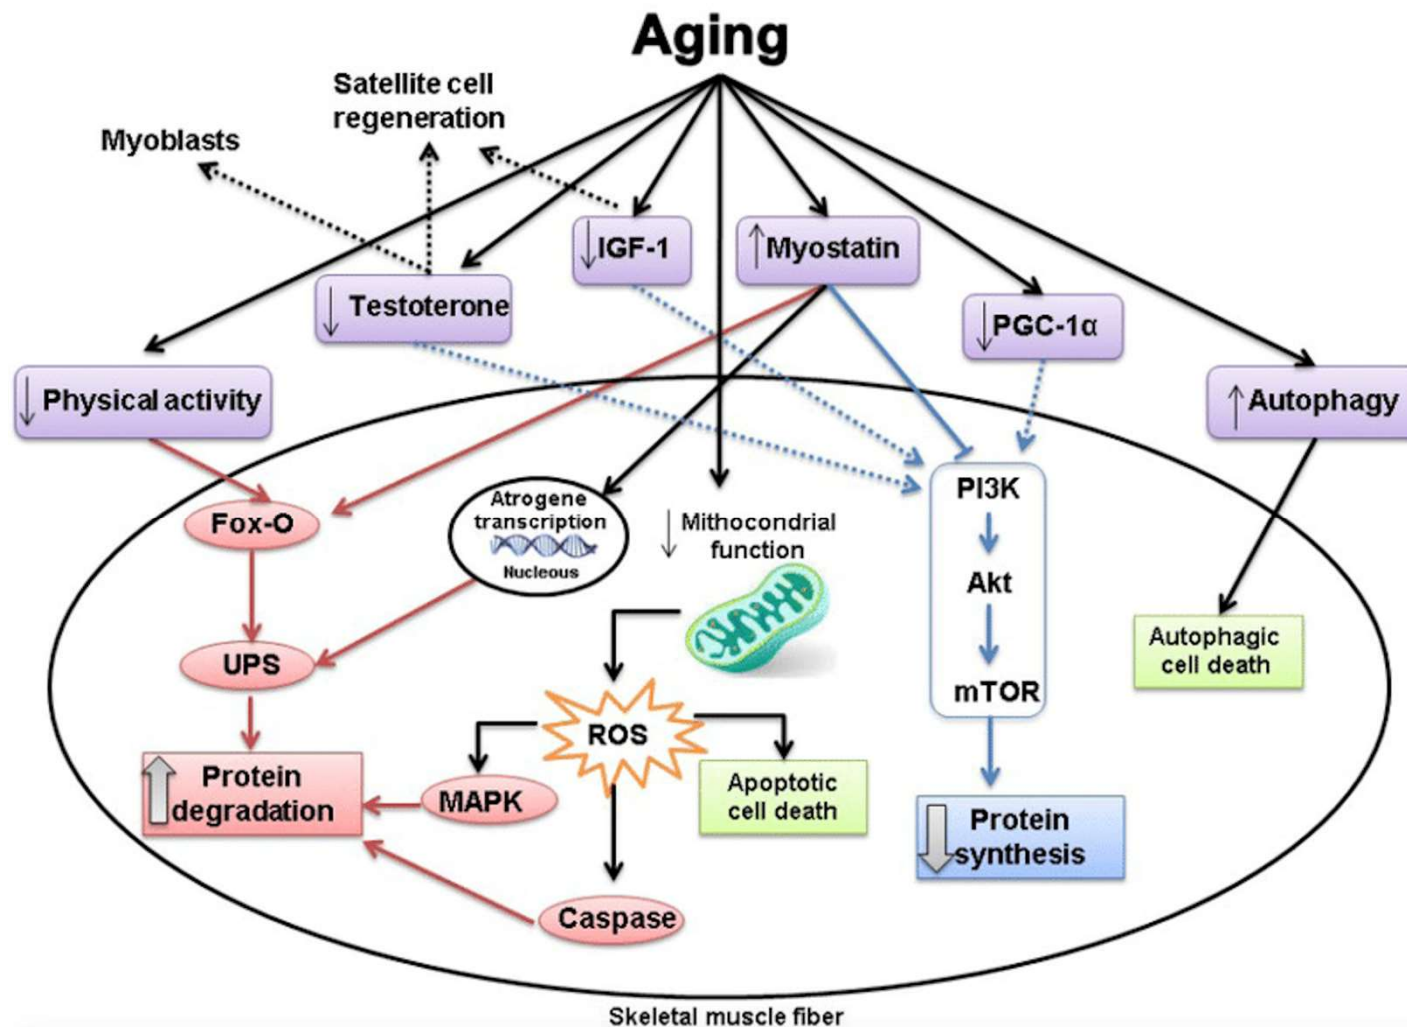 Aging
Satellite cell
regeneration
Myoblasts
IGF-1
Myostatin
Testoterone
PGC-1α
Physical activity
Autophagy
Atrogene
transcription
Nucleous
Fox-O
Mithocondrial
function
PI3K
Akt
mTOR
UPS
Autophagic
cell death
ROS
Protein
degradation
MAPK
Apoptotic
cell death
Protein
synthesis
Caspase
Skeletal muscle fiber